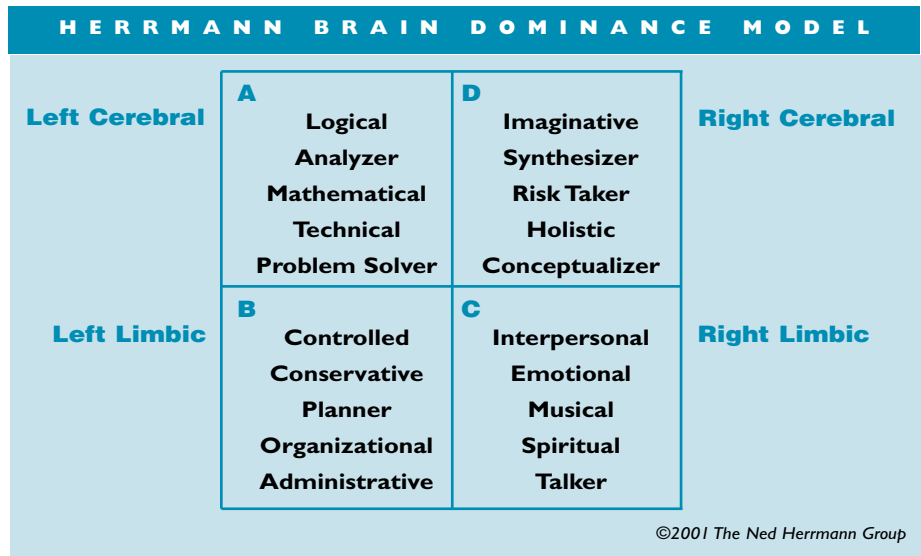 HERRMANN BRAIN DOMINANCE MODEL
Left Cerebral
A
Logical
Analyzer
Mathematical
Technical
Problem Solver
D
Imaginative
Synthesizer
Risk Taker
Holistic
Conceptualizer
Right Cerebral
Left Limbic
B
Controlled
Conservative
Planner
Organizational
Administrative
C
Interpersonal
Emotional
Musical
Spiritual
Talker
Right Limbic
©2001 The Ned Herrmann Group